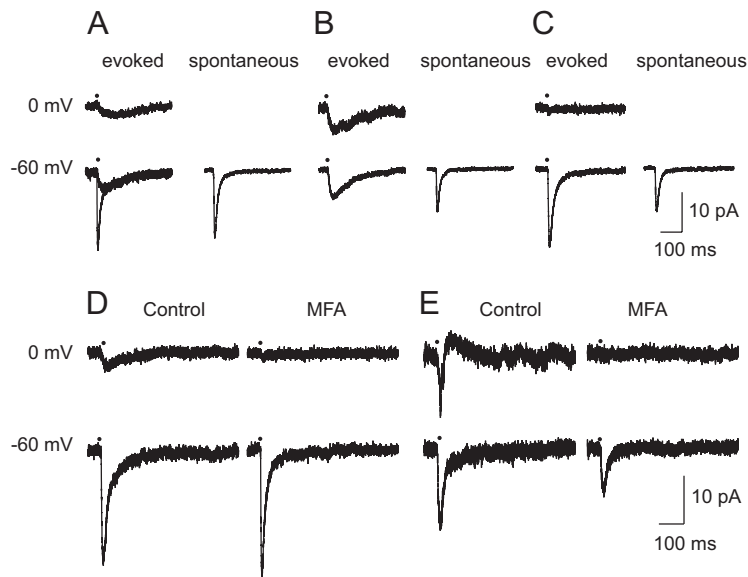 A B C
evoked spontaneous evoked spontaneous evoked spontaneous
0 mV
-60 mV
10 pA
100 ms
D E
Control MFA Control MFA
0 mV
-60 mV
10 pA
100 ms